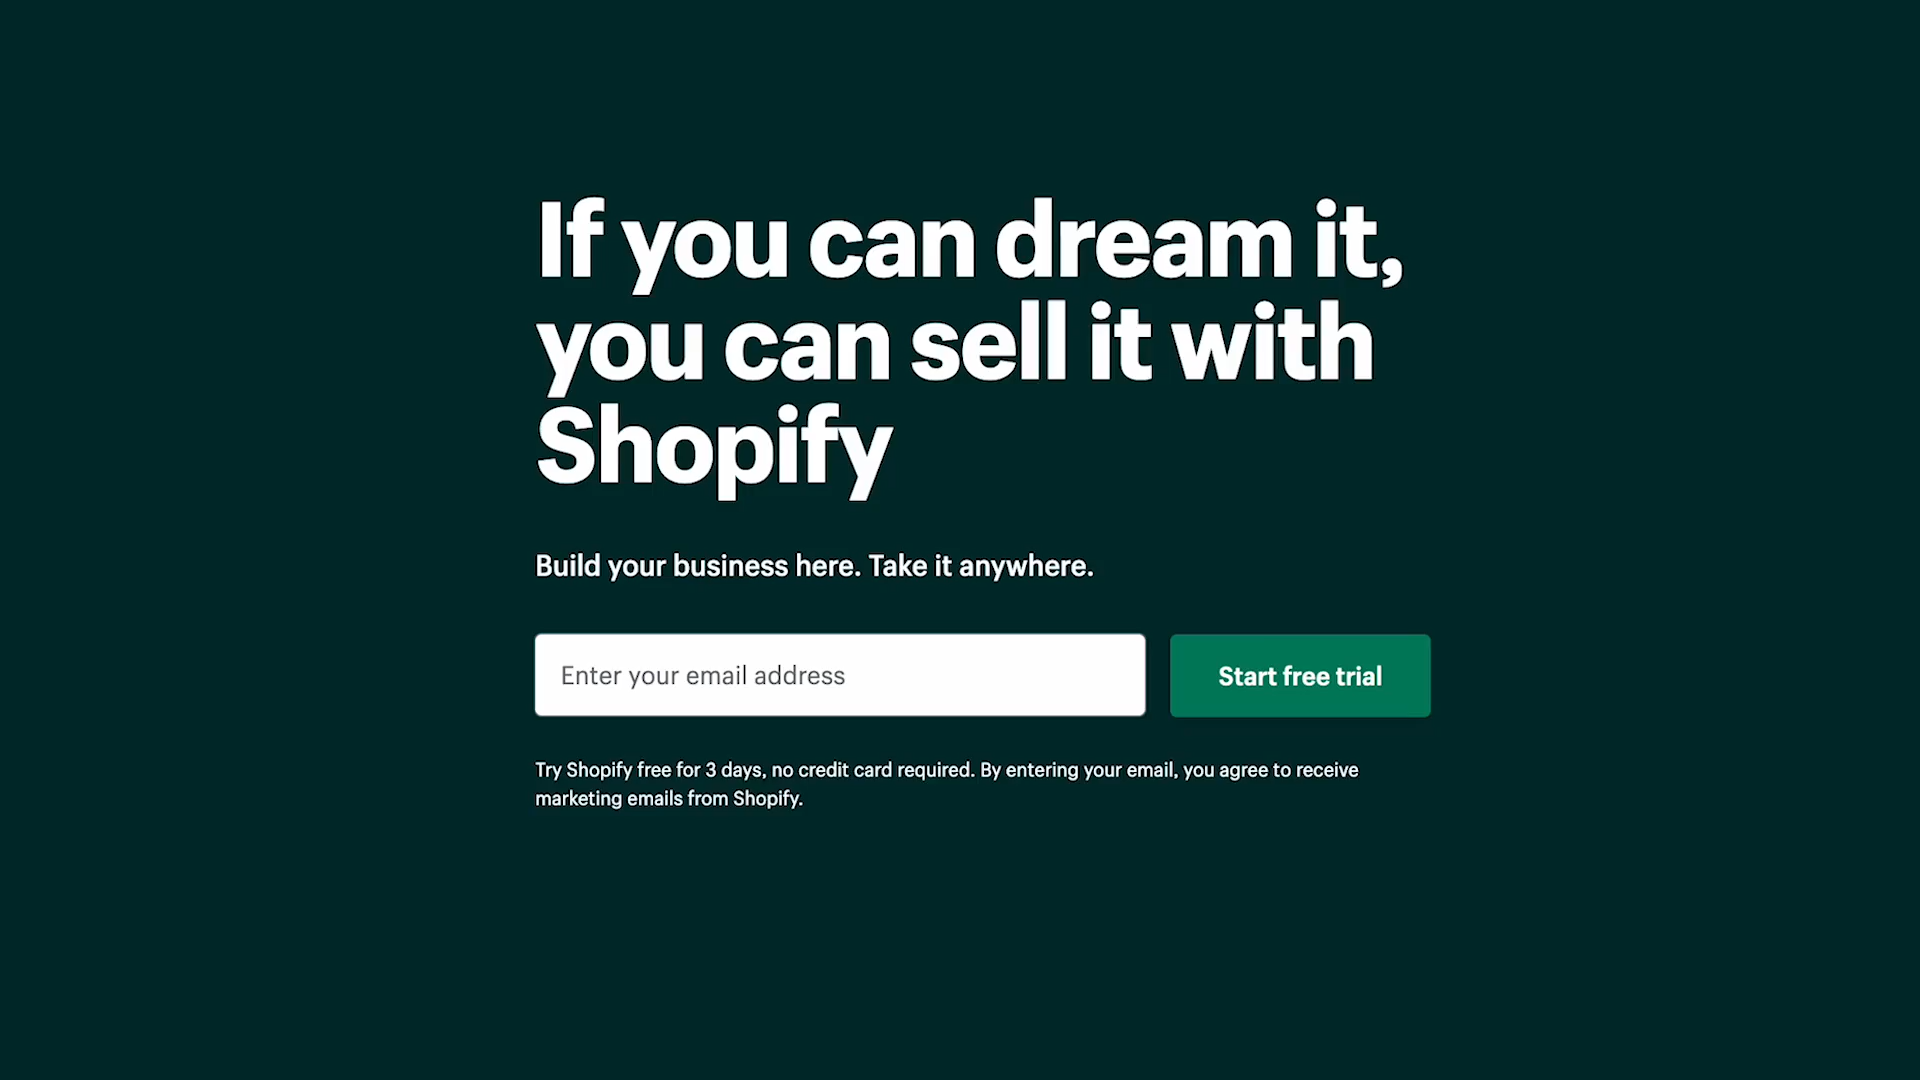 If you can dream it,
you can sell it with
Shopify
Build your business here. Take it anywhere.
Enter your email address
Start free trial
Try Shopify free for 3 days, no credit card required. By entering your email, you agree to receive
marketing emails from Shopify.